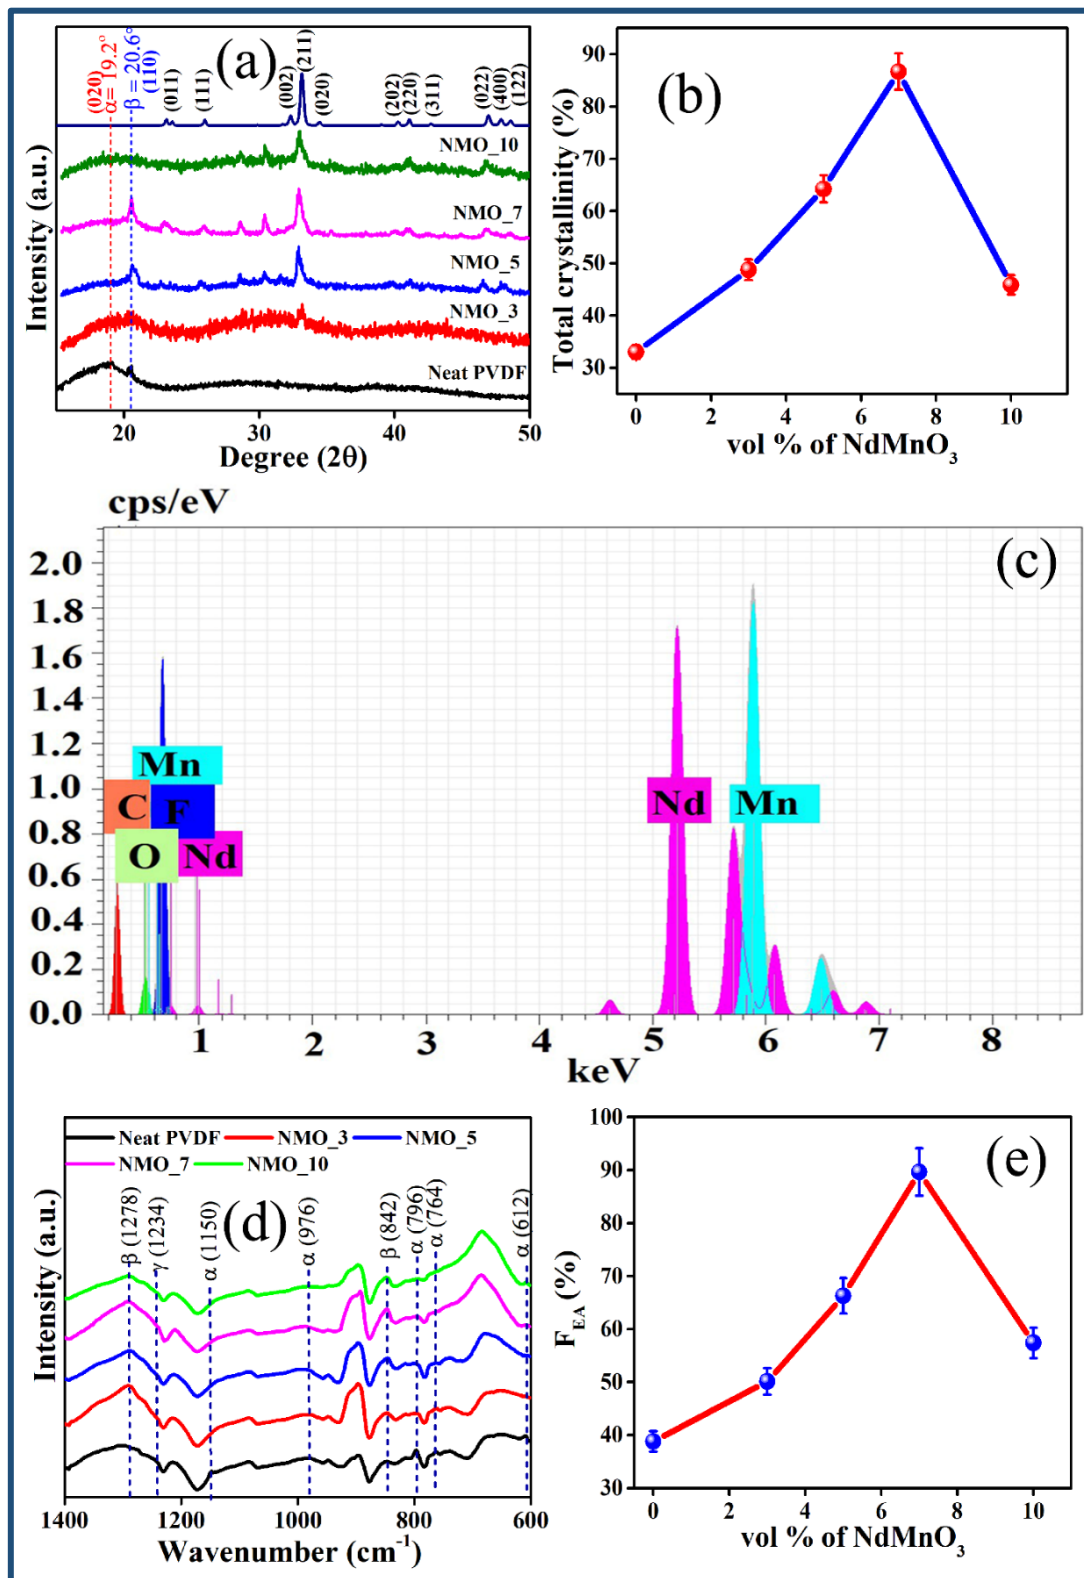 (a)
(020)
α= 19.2°
β = 20.6°
(110)
(011)
(111)
(002)
(211)
(020)
(202)
(220)
(311)
(022)
(400)
(122)
NMO_10
NMO_7
NMO_5
NMO_3
Neat PVDF
Intensity (a.u.)
20 30 40 50
Degree (2θ)
(b)
Total crystallinity (%)
90
80
70
60
50
40
30
0 2 4 6 8 10
vol % of NdMnO₃
cps/eV
(c)
2.0
1.8
1.6
1.4
1.2
1.0
0.8
0.6
0.4
0.2
0.0
Mn
C F
O Nd
Nd Mn
1 2 3 4 5 6 7 8
keV
Neat PVDF NMO_3 NMO_5
NMO_7 NMO_10
(d)
β (1278)
γ (1234)
α (1150)
α (976)
β (842)
α (796)
α (764)
α (612)
Intensity (a.u.)
1400 1200 1000 800 600
Wavenumber (cm⁻¹)
(e)
F_EA (%)
100
90
80
70
60
50
40
30
0 2 4 6 8 10
vol % of NdMnO₃